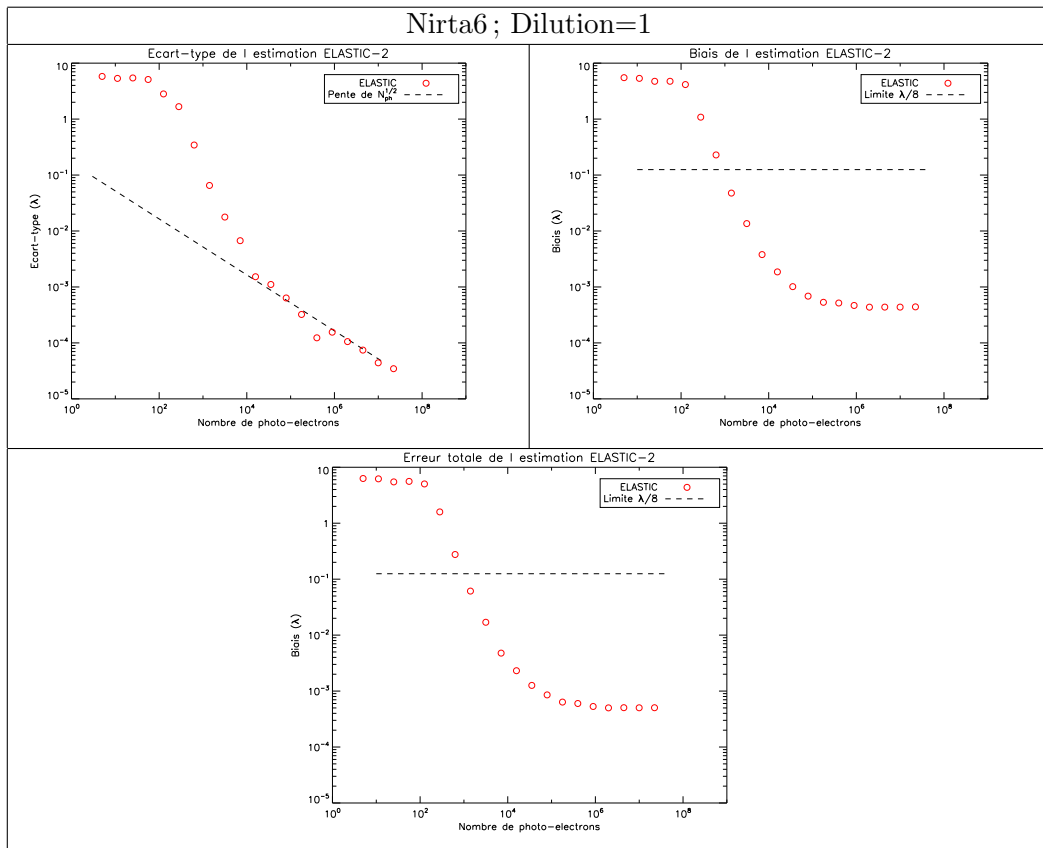 Nirta6 ; Dilution=1
Ecart-type de l estimation ELASTIC-2
ELASTIC
Pente de N_ph^1/2
Ecart-type (λ)
10
1
10^-1
10^-2
10^-3
10^-4
10^-5
10^0 10^2 10^4 10^6 10^8
Nombre de photo-electrons
Biais de l estimation ELASTIC-2
ELASTIC
Limite λ/8
Biais (λ)
10
1
10^-1
10^-2
10^-3
10^-4
10^-5
10^0 10^2 10^4 10^6 10^8
Nombre de photo-electrons
Erreur totale de l estimation ELASTIC-2
ELASTIC
Limite λ/8
Biais (λ)
10
1
10^-1
10^-2
10^-3
10^-4
10^-5
10^0 10^2 10^4 10^6 10^8
Nombre de photo-electrons